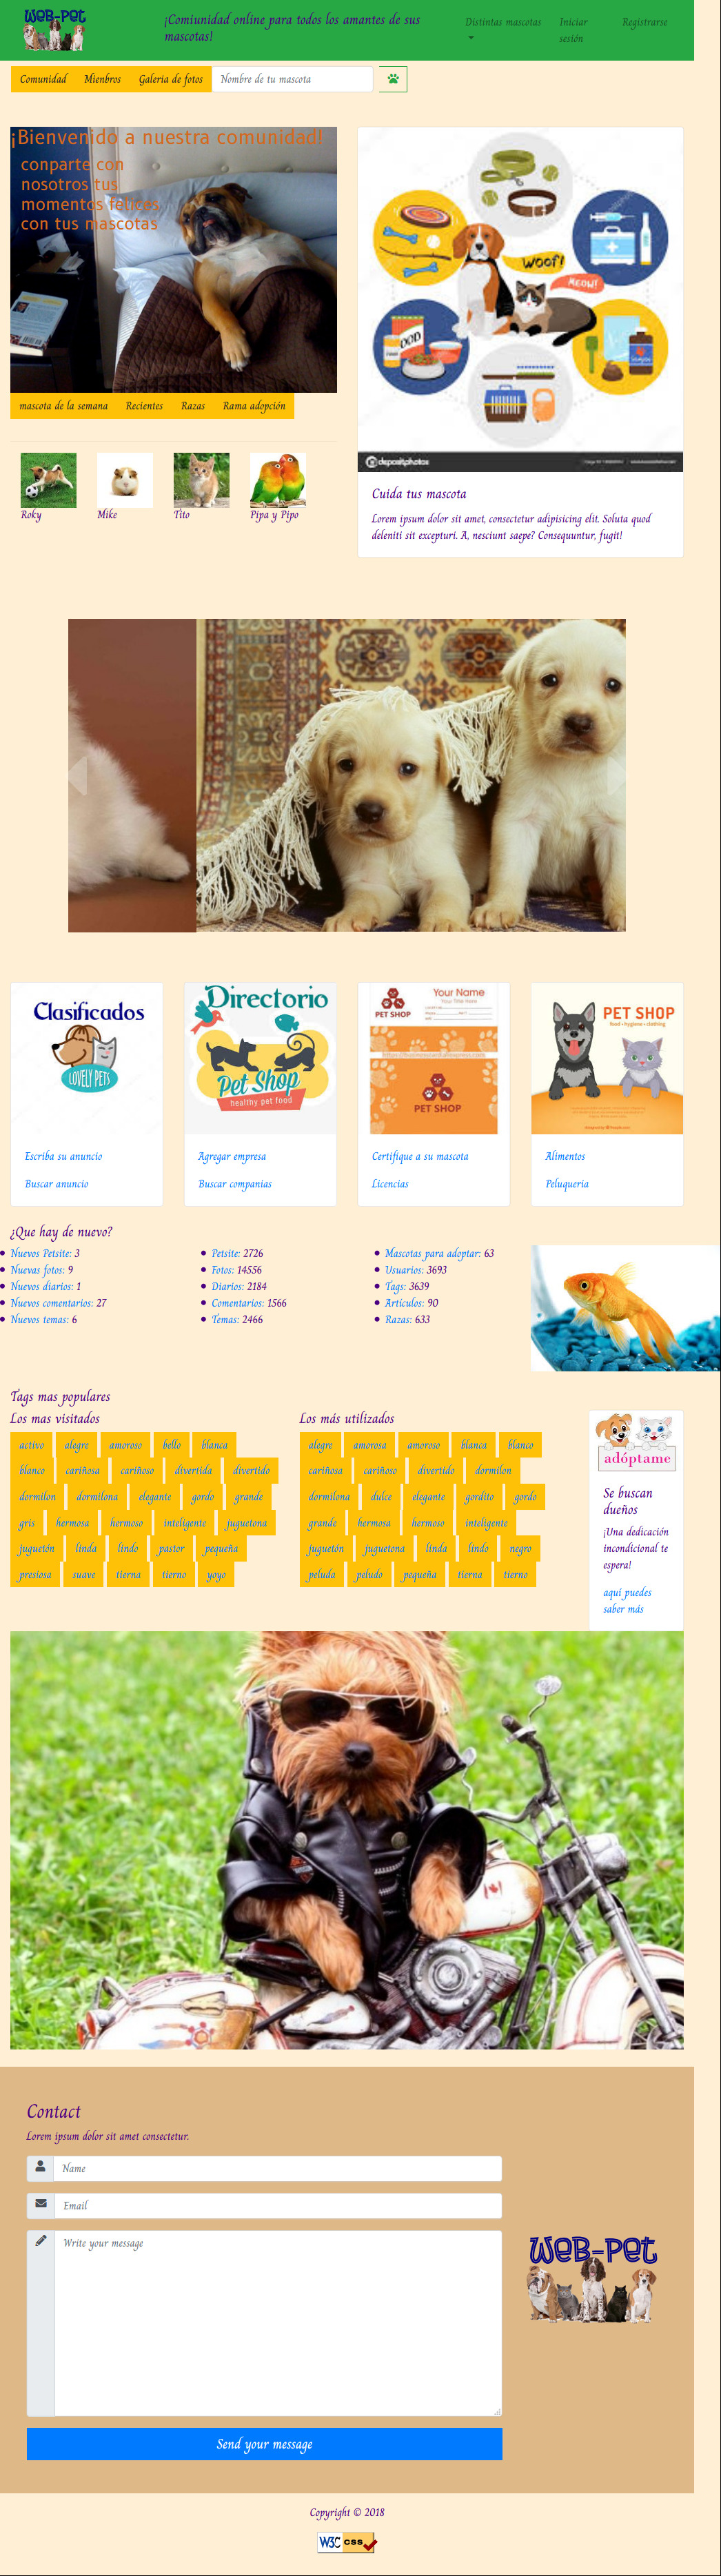 WEB-PET
¡Comiunidad online para todos los amantes de sus
mascotas!
Distintas mascotas
Iniciar
sesión
Registrarse
Comunidad Mienbros Galeria de fotos Nombre de tu mascota
¡Bienvenido a nuestra comunidad!
conparte con
nosotros tus
momentos felices
con tus mascotas
mascota de la semana Recientes Razas Rama adopción
Roky Mike Tito Pipa y Pipo
WOOF!
MEOW!
FOOD
depositphotos
Cuida tus mascota
Lorem ipsum dolor sit amet, consectetur adipisicing elit. Soluta quod
deleniti sit excepturi. A, nesciunt saepe? Consequuntur, fugit!
Clasificados
LOVELY PETS
Escriba su anuncio
Buscar anuncio
Directorio
Pet Shop
healthy pet food
Agregar empresa
Buscar companias
Your Name
PET SHOP
PET SHOP
Certifique a su mascota
Licencias
PET SHOP
food • hygiene • clothing
Alimentos
Peluqueria
¿Que hay de nuevo?
Nuevos Petsite: 3
Nuevas fotos: 9
Nuevos diarios: 1
Nuevos comentarios: 27
Nuevos temas: 6
Petsite: 2726
Fotos: 14556
Diarios: 2184
Comentarios: 1566
Temas: 2466
Mascotas para adoptar: 63
Usuarios: 3693
Tags: 3639
Artículos: 90
Razas: 633
Tags mas populares
Los mas visitados
activo alegre amoroso bello blanca
blanco cariñosa cariñoso divertida divertido
dormilon dormilona elegante gordo grande
gris hermosa hermoso inteligente juguetona
juguetón linda lindo pastor pequeña
presiosa suave tierna tierno yoyo
Los más utilizados
alegre amorosa amoroso blanca blanco
cariñosa cariñoso divertido dormilon
dormilona dulce elegante gordito gordo
grande hermosa hermoso inteligente
juguetón juguetona linda lindo negro
peluda peludo pequeña tierna tierno
adóptame
Se buscan
dueños
¡Una dedicación
incondicional te
espera!
aquí puedes
saber más
Contact
Lorem ipsum dolor sit amet consectetur.
Name
Email
Write your message
WEB-PET
Send your message
Copyright © 2018
W3C css